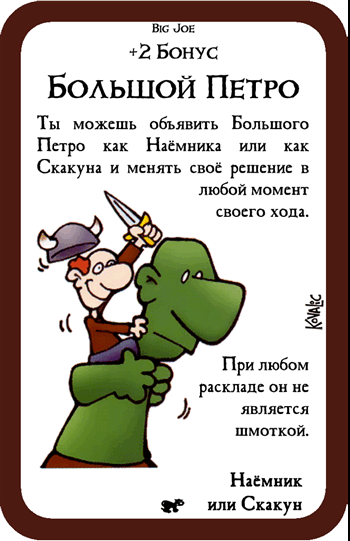 Big Joe
+2 Бонус
Большой Петро
Ты можешь объявить Большого
Петро как Наёмника или как
Скакуна и менять своё решение в
любой момент
своего хода.
Kovalic
При любом
раскладе он не
является
шмоткой.
Наёмник
или Скакун